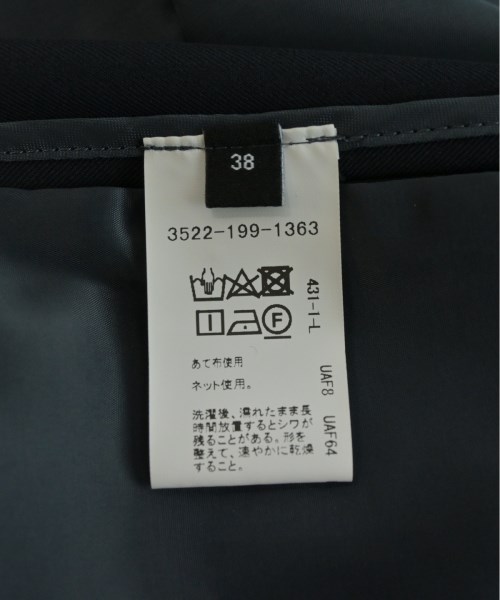 38
3522-199-1363
431-1-L
あて布使用
ネット使用。
UAF8 UAF64
洗濯後、濡れたまま長
時間放置するとシワが
残ることがある。形を
整えて、速やかに乾燥
すること。